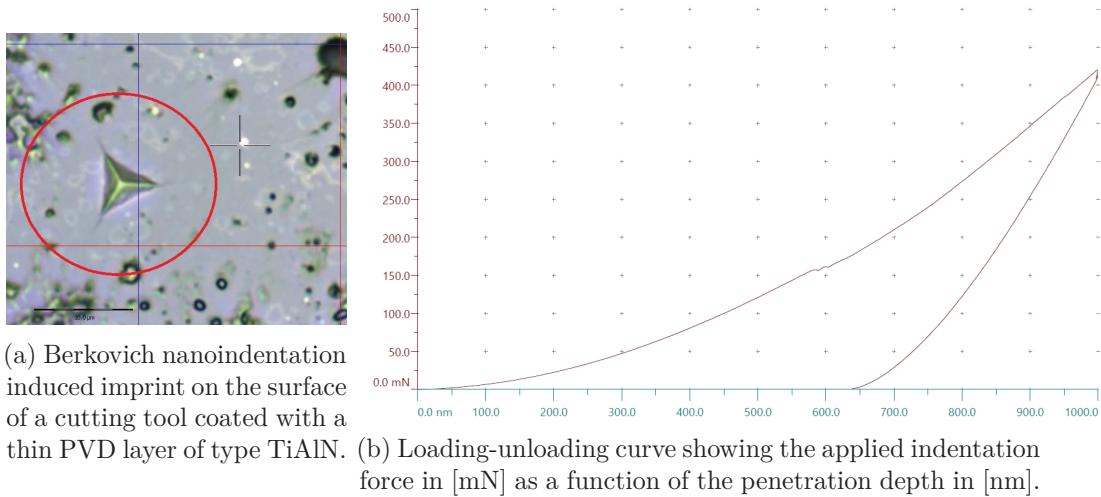 500.0
450.0
400.0
350.0
300.0
250.0
200.0
150.0
100.0
50.0
0.0 mN
0.0 nm 100.0 200.0 300.0 400.0 500.0 600.0 700.0 800.0 900.0 1000.0
(a) Berkovich nanoindentation
induced imprint on the surface
of a cutting tool coated with a
thin PVD layer of type TiAlN.
(b) Loading-unloading curve showing the applied indentation
force in [mN] as a function of the penetration depth in [nm].